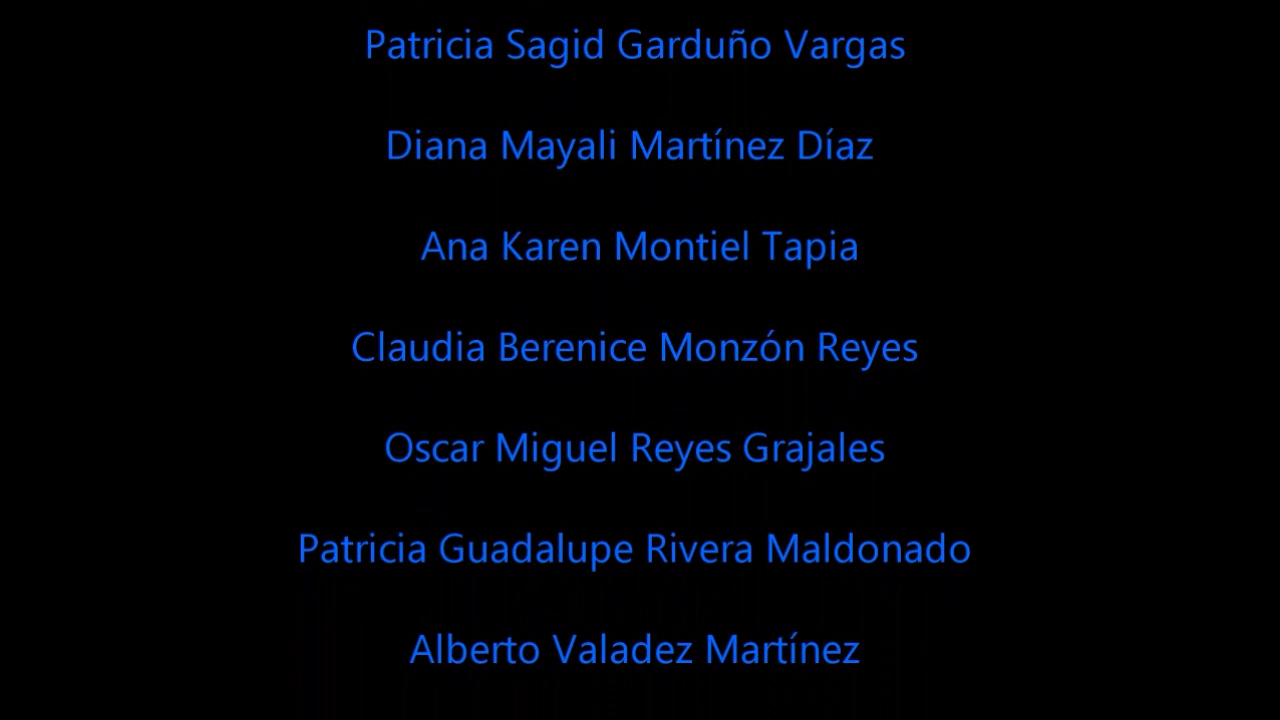 Patricia Sagid Garduño Vargas
Diana Mayali Martínez Díaz
Ana Karen Montiel Tapia
Claudia Berenice Monzón Reyes
Oscar Miguel Reyes Grajales
Patricia Guadalupe Rivera Maldonado
Alberto Valadez Martínez